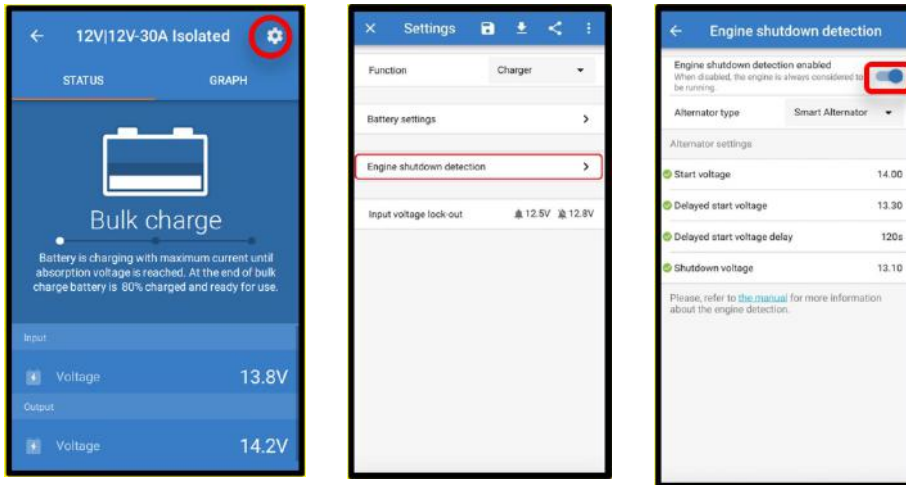 12V|12V-30A Isolated
STATUS GRAPH
Bulk charge
Battery is charging with maximum current until
absorption voltage is reached. At the end of bulk
charge battery is 80% charged and ready for use.
Input
Voltage 13.8V
Output
Voltage 14.2V
Settings
Function Charger
Battery settings
Engine shutdown detection
Input voltage lock-out 12.5V 12.8V
Engine shutdown detection
Engine shutdown detection enabled
When disabled, the engine is always considered to
be running.
Alternator type Smart Alternator
Alternator settings
Start voltage 14.00
Delayed start voltage 13.30
Delayed start voltage delay 120s
Shutdown voltage 13.10
Please, refer to the manual for more information
about the engine detection.